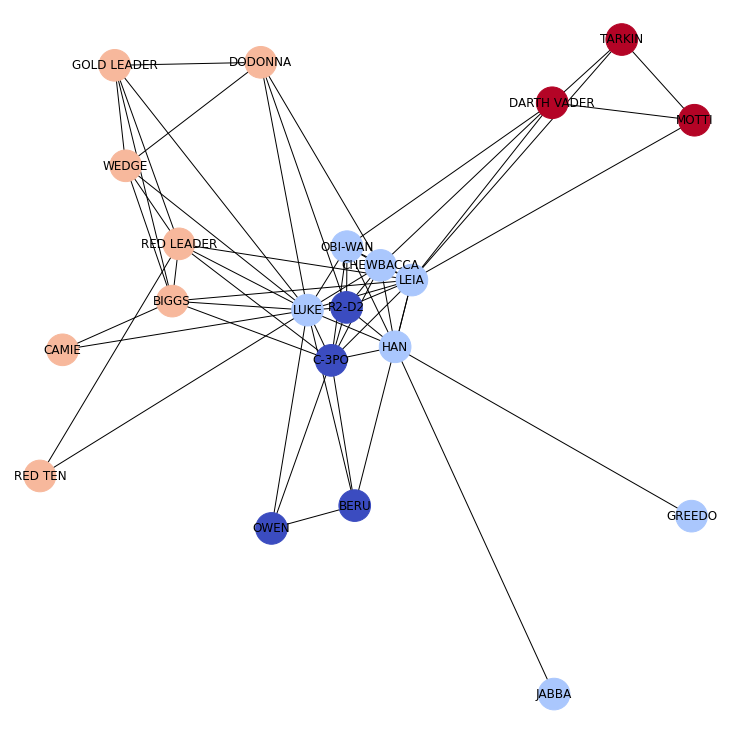 TARKIN
GOLD LEADER
DODONNA
DARTH VADER
MOTTI
WEDGE
RED LEADER
OBI-WAN
CHEWBACCA
LEIA
BIGGS
LUKE
R2-D2
CAMIE
C-3PO
HAN
RED TEN
BERU
GREEDO
OWEN
JABBA